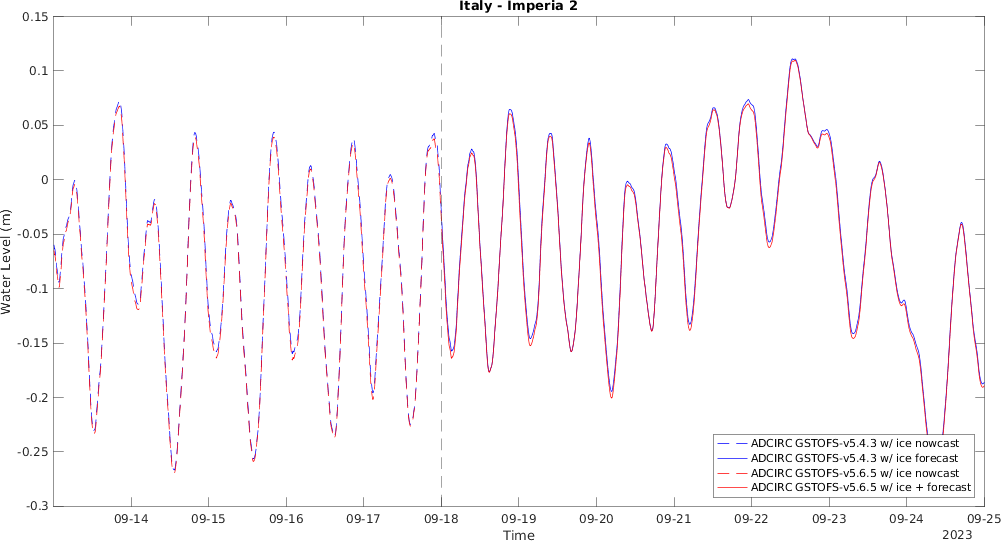 Italy - Imperia 2
0.15
0.1
0.05
0
-0.05
-0.1
-0.15
-0.2
-0.25
-0.3
Water Level (m)
09-14 09-15 09-16 09-17 09-18 09-19 09-20 09-21 09-22 09-23 09-24 09-25
Time
2023
ADCIRC GSTOFS-v5.4.3 w/ ice nowcast
ADCIRC GSTOFS-v5.4.3 w/ ice forecast
ADCIRC GSTOFS-v5.6.5 w/ ice nowcast
ADCIRC GSTOFS-v5.6.5 w/ ice + forecast